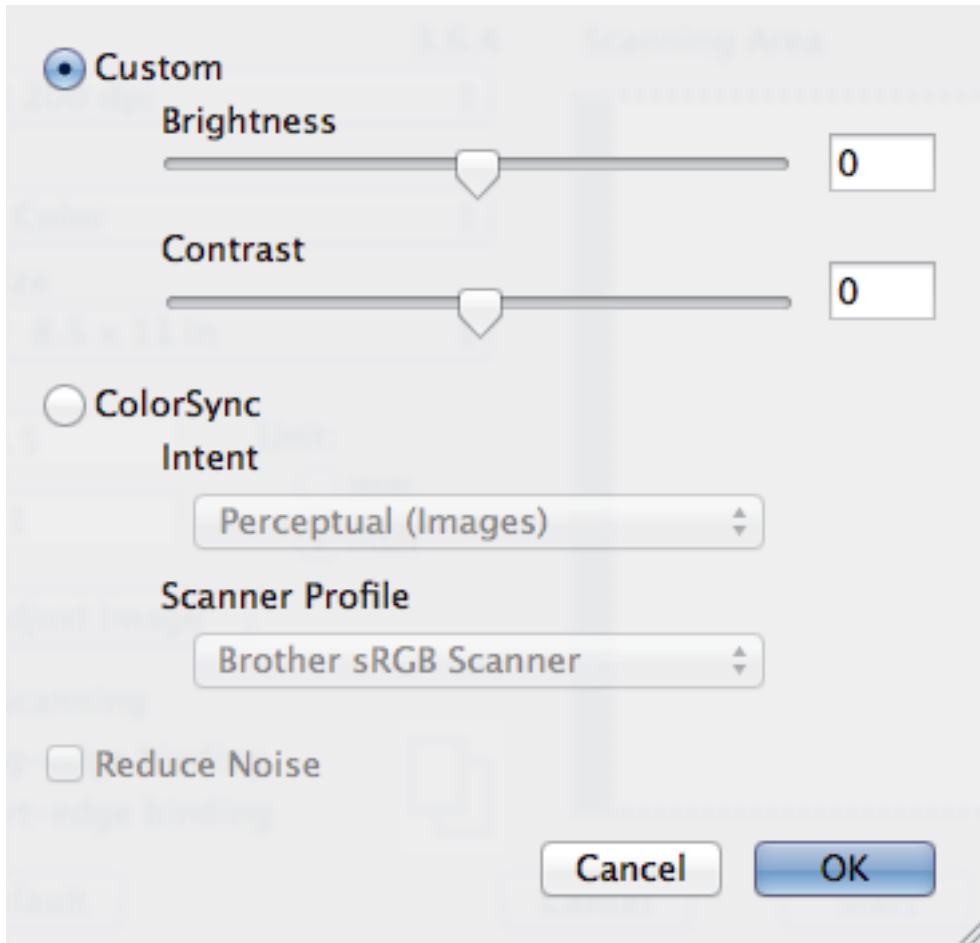 Custom
Brightness
0
Contrast
0
ColorSync
Intent
Perceptual (Images)
Scanner Profile
Brother sRGB Scanner
Reduce Noise
Cancel OK